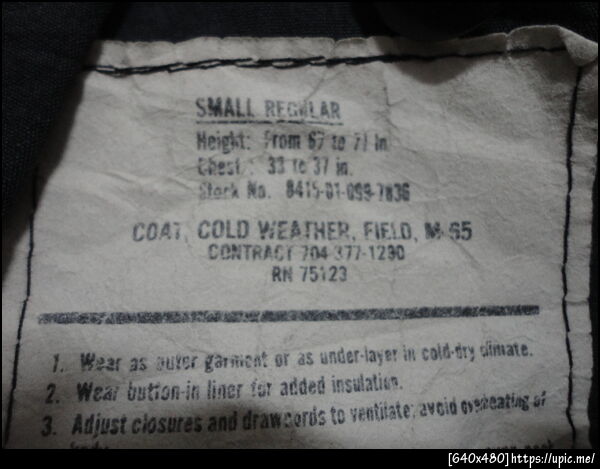 SMALL REGULAR
Height: From 67 to 71 in.
Chest: 33 to 37 in.
Stock No. 8415-01-099-7836
COAT, COLD WEATHER, FIELD, M-65
CONTRACT 704-377-1230
RN 75123
1. Wear as outer garment or as under-layer in cold-dry climate.
2. Wear button-in liner for added insulation.
3. Adjust closures and drawcords to ventilate; avoid overheating of
[640x480]https://upic.me/